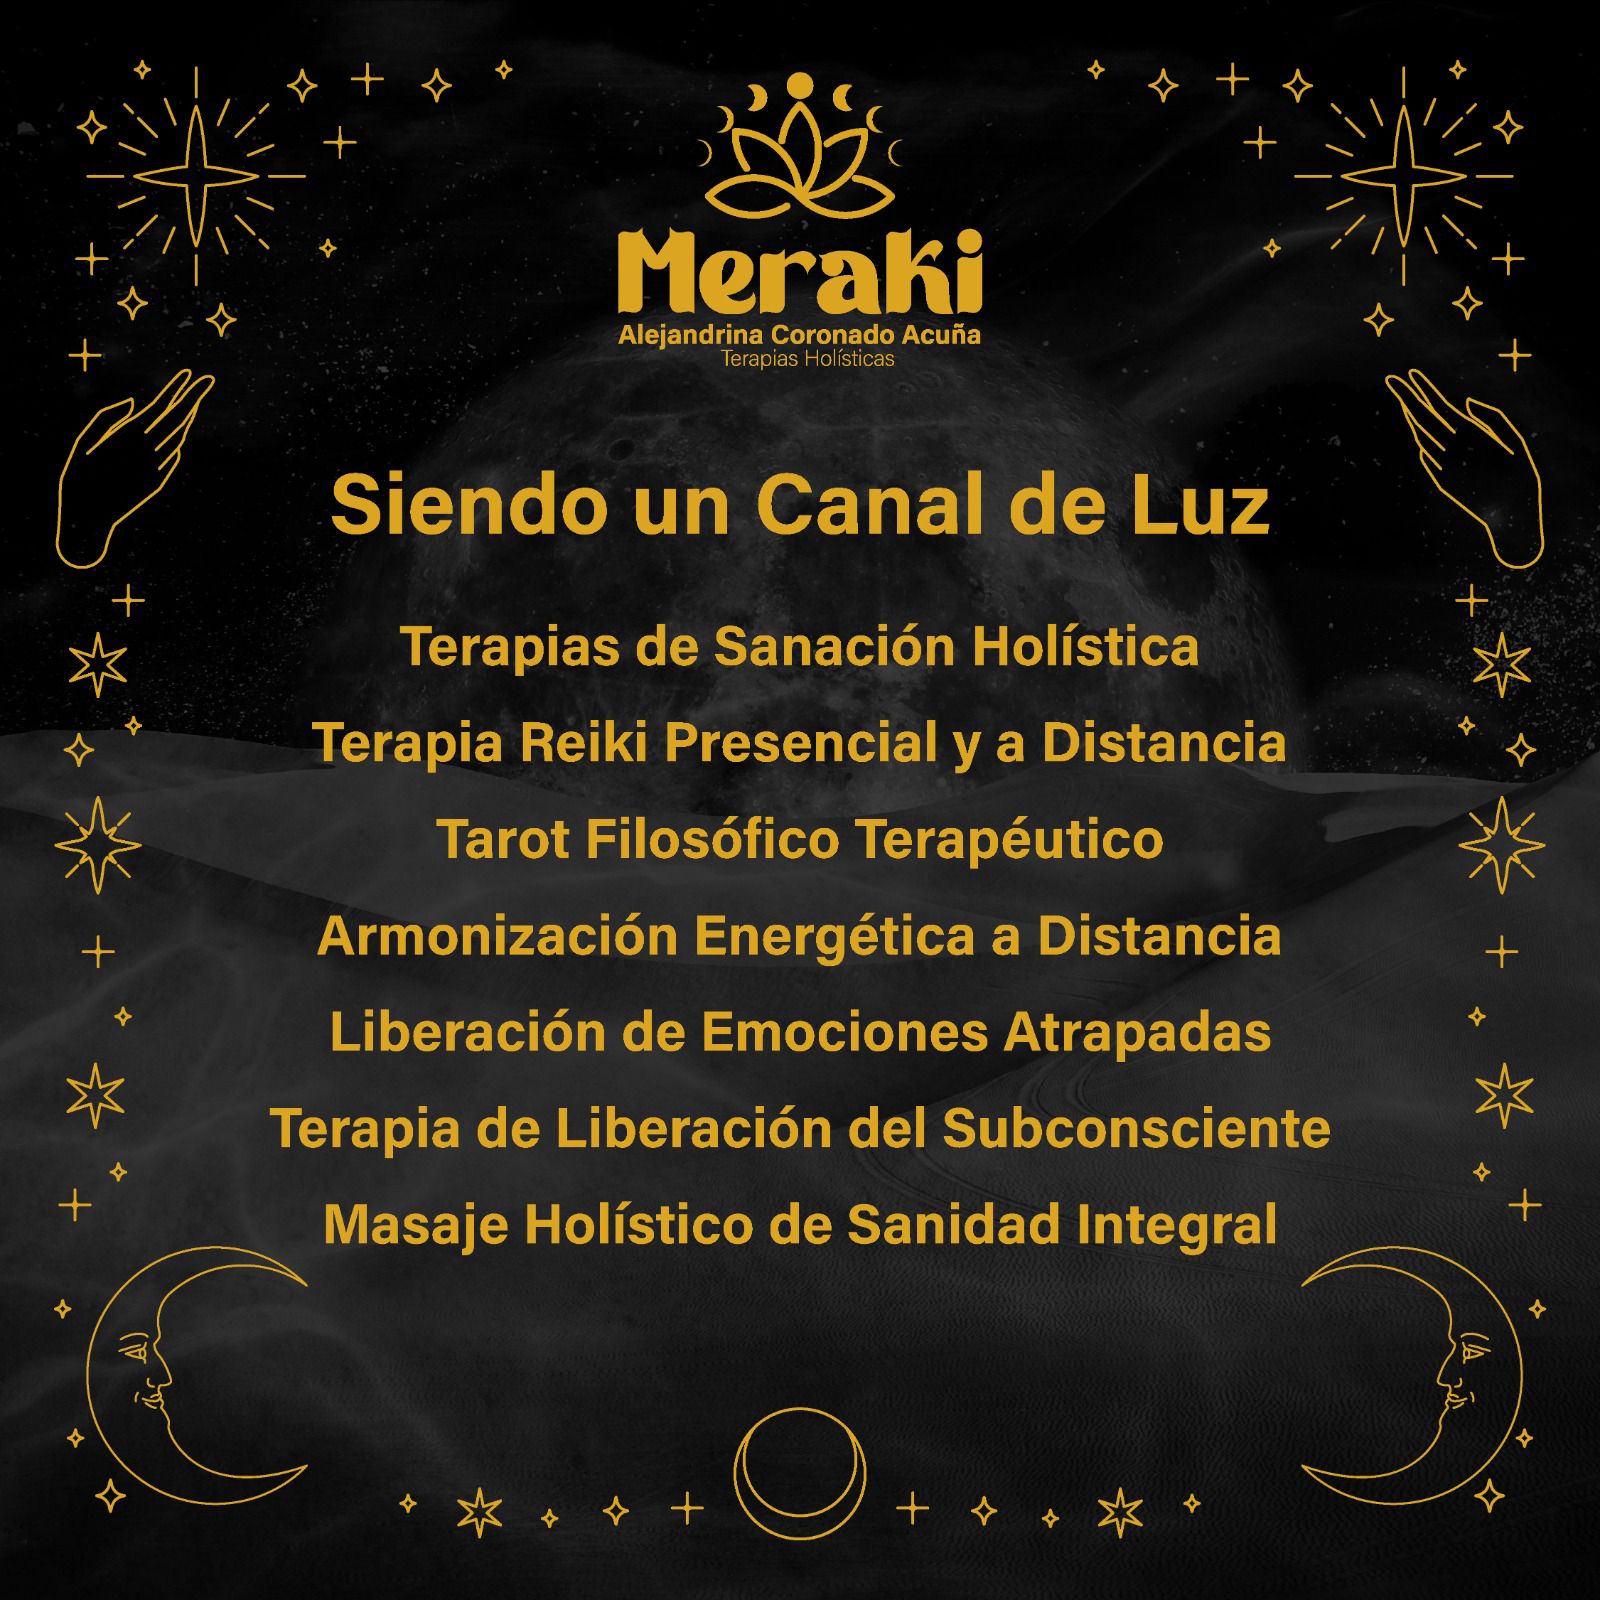 Meraki
Alejandrina Coronado Acuña
Terapias Holísticas
Siendo un Canal de Luz
Terapias de Sanación Holística
Terapia Reiki Presencial y a Distancia
Tarot Filosófico Terapéutico
Armonización Energética a Distancia
Liberación de Emociones Atrapadas
Terapia de Liberación del Subconsciente
Masaje Holístico de Sanidad Integral